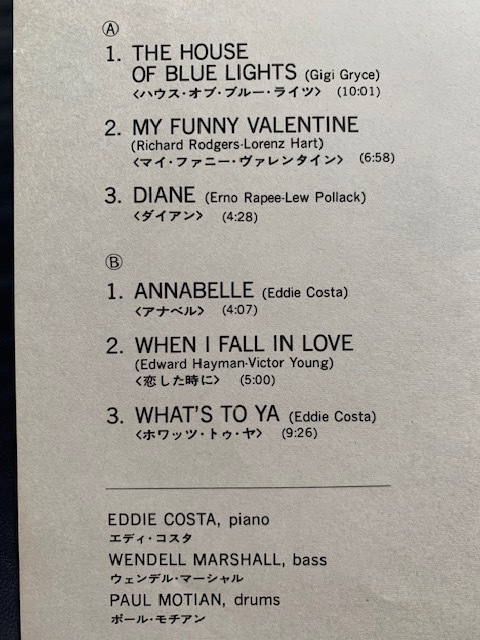 Ⓐ
1. THE HOUSE
OF BLUE LIGHTS (Gigi Gryce)
〈ハウス・オブ・ブルー・ライツ〉 (10:01)
2. MY FUNNY VALENTINE
(Richard Rodgers-Lorenz Hart)
〈マイ・ファニー・ヴァレンタイン〉 (6:58)
3. DIANE (Erno Rapee-Lew Pollack)
〈ダイアン〉 (4:28)
Ⓑ
1. ANNABELLE (Eddie Costa)
〈アナベル〉 (4:07)
2. WHEN I FALL IN LOVE
(Edward Hayman-Victor Young)
〈恋した時に〉 (5:00)
3. WHAT'S TO YA (Eddie Costa)
〈ホワッツ・トゥ・ヤ〉 (9:26)
EDDIE COSTA, piano
エディ・コスタ
WENDELL MARSHALL, bass
ウェンデル・マーシャル
PAUL MOTIAN, drums
ポール・モチアン